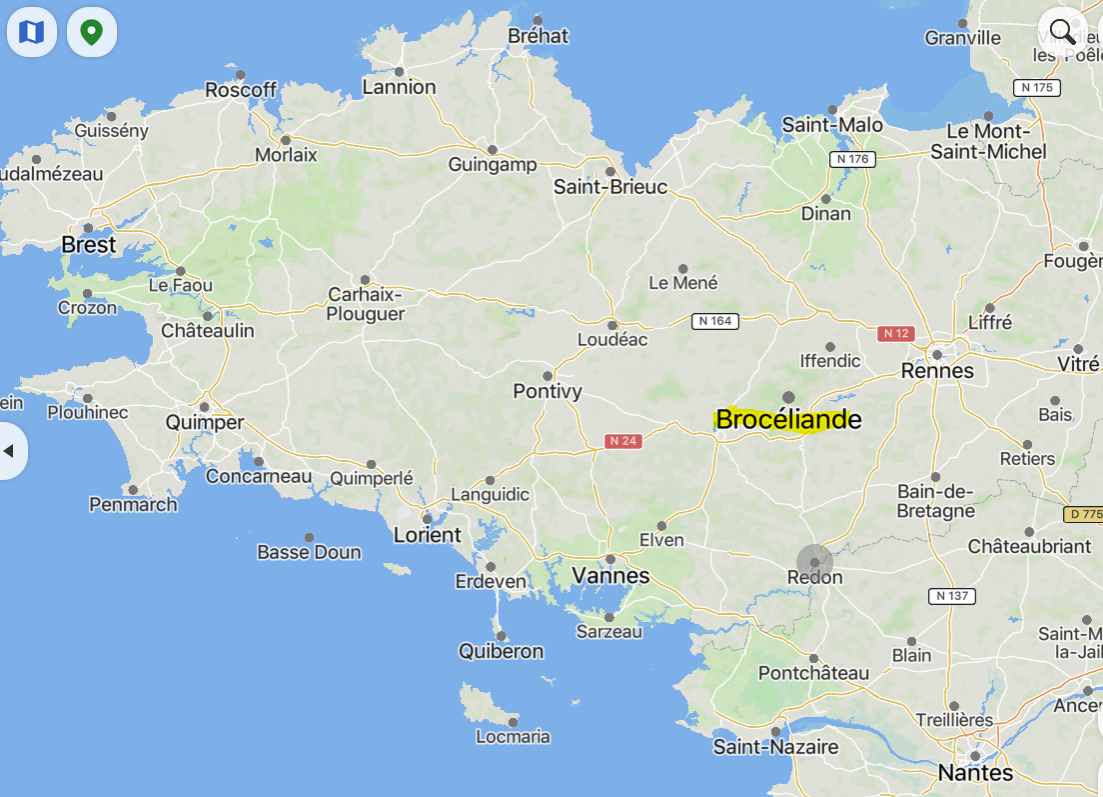 Bréhat
Granville
les-Poêle
Roscoff
Lannion
N 175
Guissény
Saint-Malo
Le Mont-
Saint-Michel
Morlaix
Guingamp
N 176
udalmézeau
Saint-Brieuc
Dinan
Brest
Fougèr
Le Faou
Le Mené
Crozon
Carhaix-
Plouguer
Châteaulin
N 164
Liffré
Loudéac
N 12
Iffendic
Rennes
Vitré
Pontivy
ein
Plouhinec
Quimper
Brocéliande
Bais
N 24
Retiers
Concarneau
Quimperlé
Penmarch
Languidic
Bain-de-
Bretagne
D 775
Lorient
Elven
Châteaubriant
Basse Doun
Erdeven
Vannes
Redon
N 137
Sarzeau
Saint-M
la-Jail
Quiberon
Blain
Pontchâteau
Ancer
Locmaria
Treillières
Saint-Nazaire
Nantes